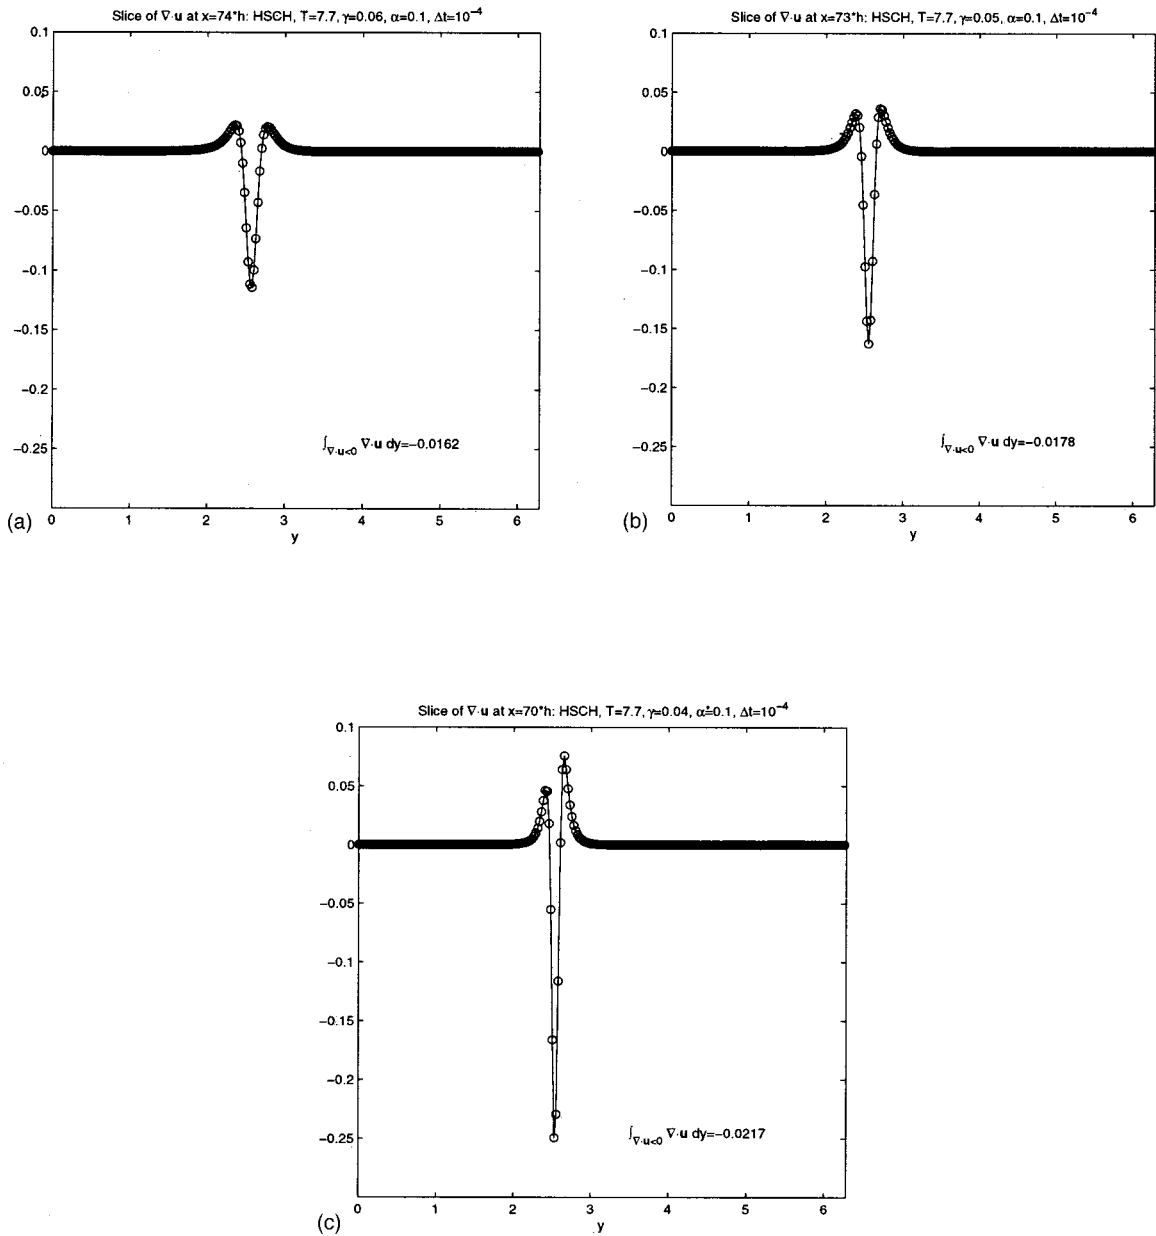 Slice of ∇·u at x=74*h: HSCH, T=7.7, γ=0.06, α=0.1, Δt=10⁻⁴
0.1
0.05
0
−0.05
−0.1
−0.15
−0.2
−0.25
∫∇·u<0 ∇·u dy=−0.0162
0 1 2 3 4 5 6
y
(a)
Slice of ∇·u at x=73*h: HSCH, T=7.7, γ=0.05, α=0.1, Δt=10⁻⁴
0.1
0.05
0
−0.05
−0.1
−0.15
−0.2
−0.25
∫∇·u<0 ∇·u dy=−0.0178
0 1 2 3 4 5 6
y
(b)
Slice of ∇·u at x=70*h: HSCH, T=7.7, γ=0.04, α=0.1, Δt=10⁻⁴
0.1
0.05
0
−0.05
−0.1
−0.15
−0.2
−0.25
∫∇·u<0 ∇·u dy=−0.0217
0 1 2 3 4 5 6
y
(c)